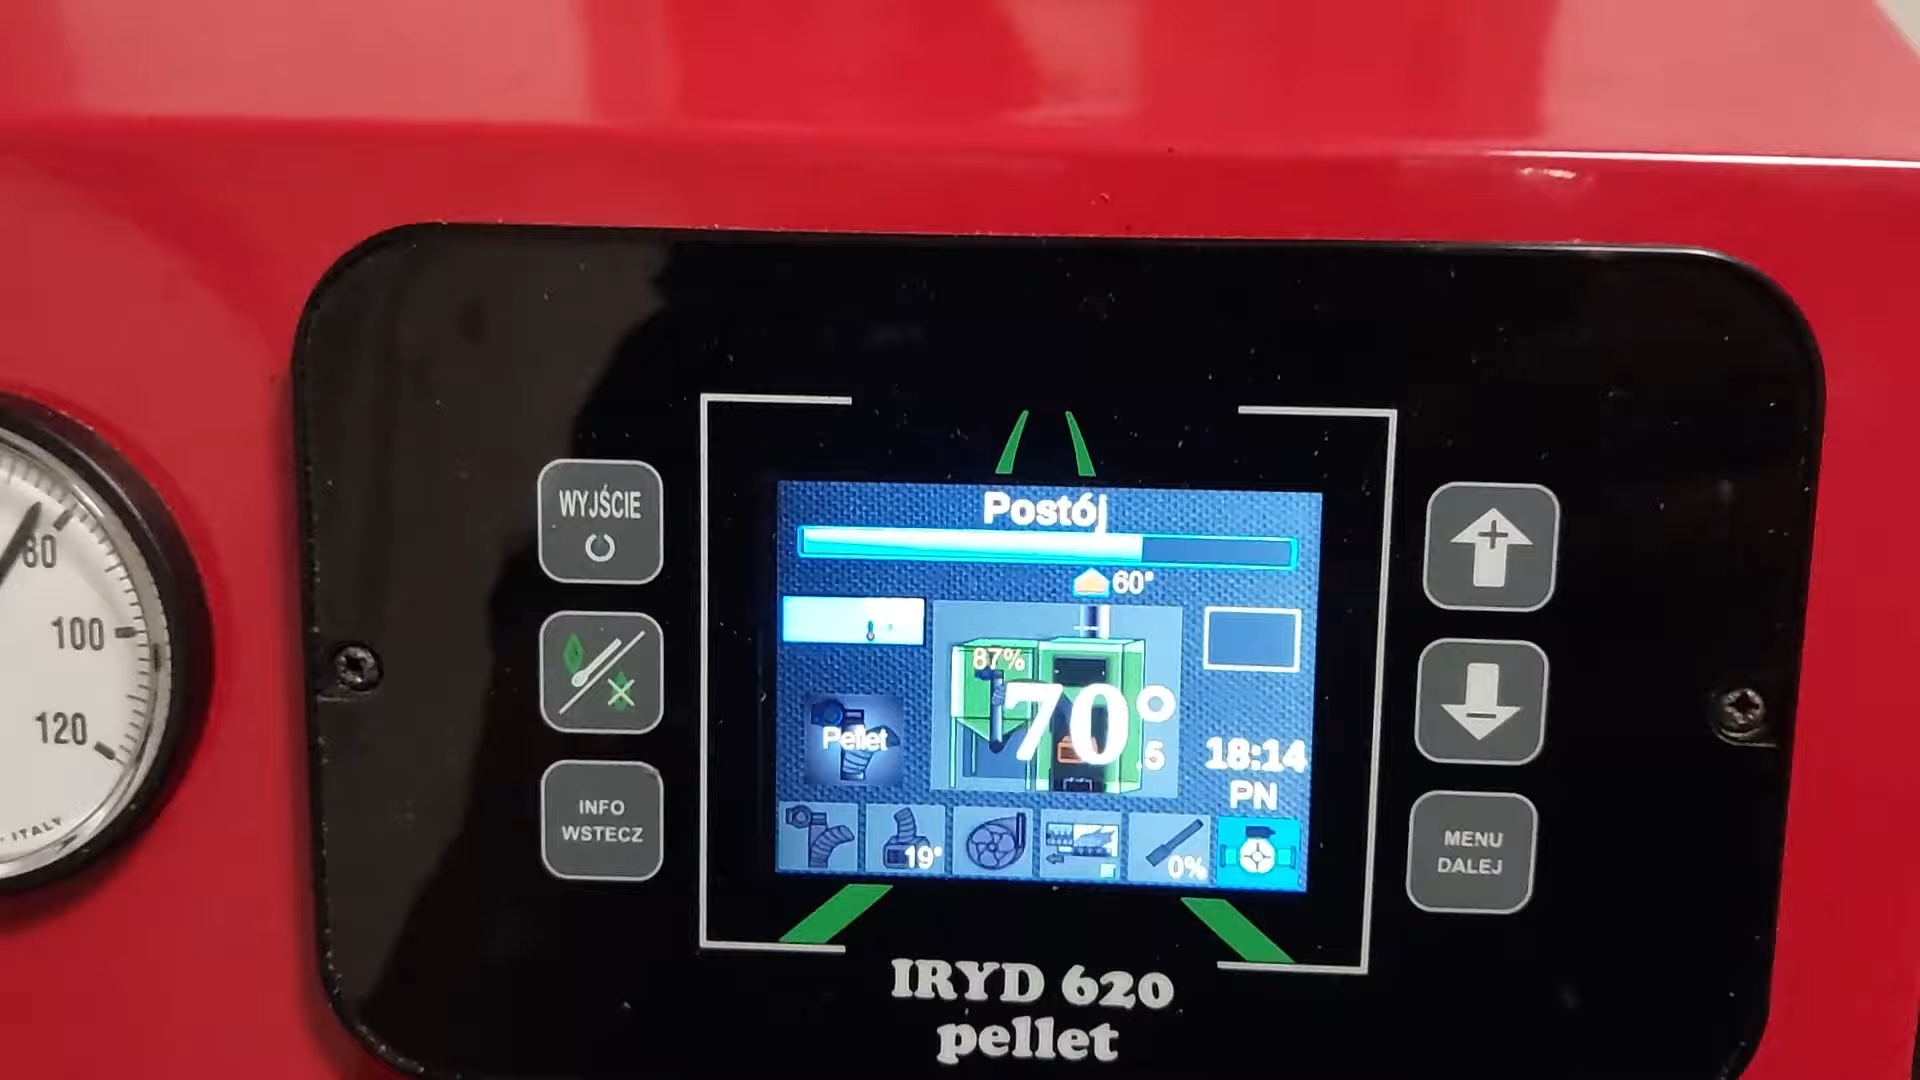 80
100
120
ITALY
WYJŚCIE
INFO
WSTECZ
Postój
60°
87%
70°
.5
Pellet
18:14
PN
19°
0%
MENU
DALEJ
IRYD 620
pellet